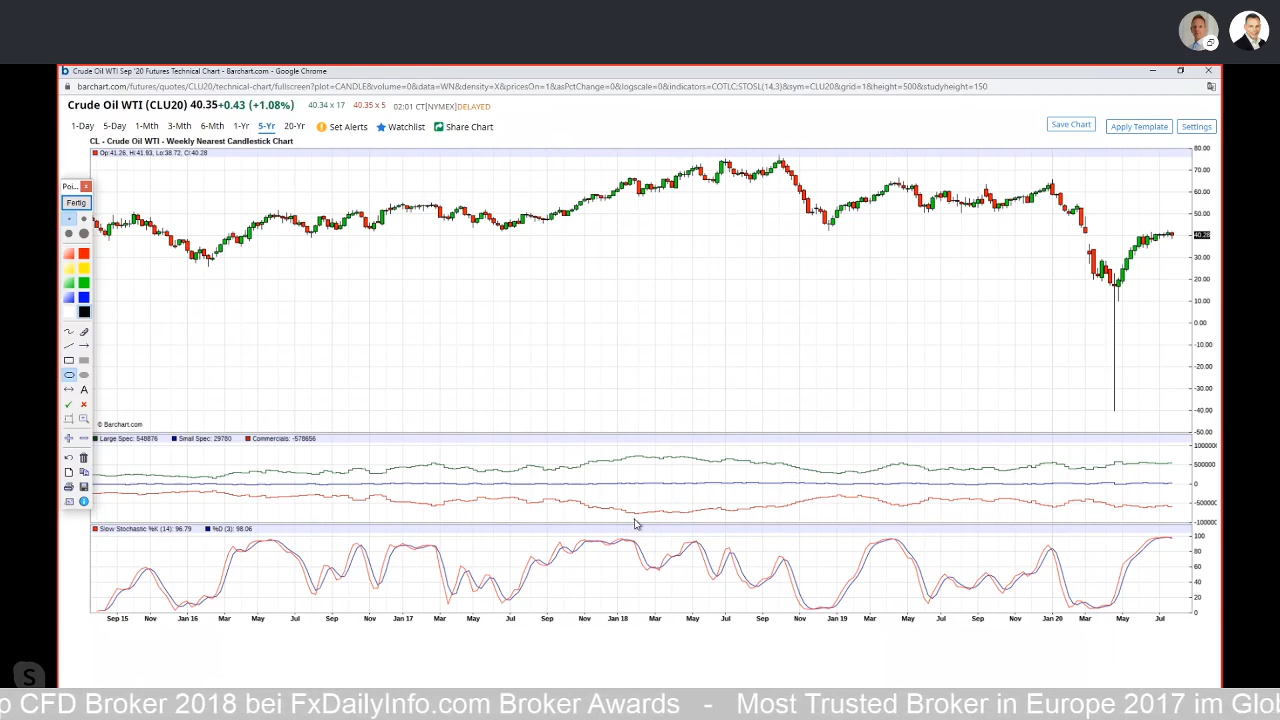 Crude Oil WTI Sep '20 Futures Technical Chart - Barchart.com - Google Chrome
barchart.com/futures/quotes/CLU20/technical-chart/fullscreen?plot=CANDLE&volume=0&data=WN&density=X&pricesOn=1&asPctChange=0&logscale=0&indicators=COTLC;STOSL(14,3)&sym=CLU20&grid=1&height=500&studyheight=150
Crude Oil WTI (CLU20) 40.35+0.43 (+1.08%) 40.34 x 17 40.35 x 5 02:01 CT[NYMEX]DELAYED
1-Day 5-Day 1-Mth 3-Mth 6-Mth 1-Yr 5-Yr 20-Yr Set Alerts Watchlist Share Chart Save Chart Apply Template Settings
CL - Crude Oil WTI - Weekly Nearest Candlestick Chart
Op:41.26, Hi:41.93, Lo:38.72, Cl:40.28
80.00
70.00
60.00
50.00
40.28
30.00
20.00
10.00
0.00
-10.00
-20.00
-30.00
-40.00
-50.00
Poi... x
Fertig
A
© Barchart.com
Large Spec: 548876 Small Spec: 29780 Commercials: -578656
1000000
500000
0
-500000
-100000
Slow Stochastic %K (14): 96.79 %D (3): 98.06
100
80
60
40
20
0
Sep 15 Nov Jan 16 Mar May Jul Sep Nov Jan 17 Mar May Jul Sep Nov Jan 18 Mar May Jul Sep Nov Jan 19 Mar May Jul Sep Nov Jan 20 Mar May Jul
S
p CFD Broker 2018 bei FxDailyInfo.com Broker Awards - Most Trusted Broker in Europe 2017 im Glo